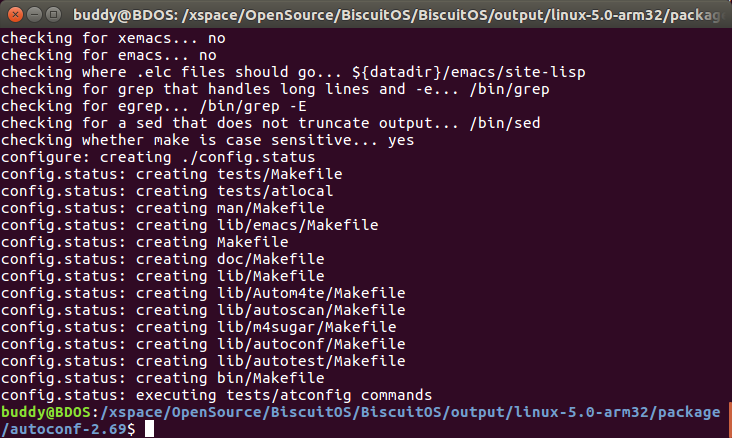 buddy@BDOS: /xspace/OpenSource/BiscuitOS/BiscuitOS/output/linux-5.0-arm32/package
checking for xemacs... no
checking for emacs... no
checking where .elc files should go... ${datadir}/emacs/site-lisp
checking for grep that handles long lines and -e... /bin/grep
checking for egrep... /bin/grep -E
checking for a sed that does not truncate output... /bin/sed
checking whether make is case sensitive... yes
configure: creating ./config.status
config.status: creating tests/Makefile
config.status: creating tests/atlocal
config.status: creating man/Makefile
config.status: creating lib/emacs/Makefile
config.status: creating Makefile
config.status: creating doc/Makefile
config.status: creating lib/Makefile
config.status: creating lib/Autom4te/Makefile
config.status: creating lib/autoscan/Makefile
config.status: creating lib/m4sugar/Makefile
config.status: creating lib/autoconf/Makefile
config.status: creating lib/autotest/Makefile
config.status: creating bin/Makefile
config.status: executing tests/atconfig commands
buddy@BDOS:/xspace/OpenSource/BiscuitOS/BiscuitOS/output/linux-5.0-arm32/package
/autoconf-2.69$